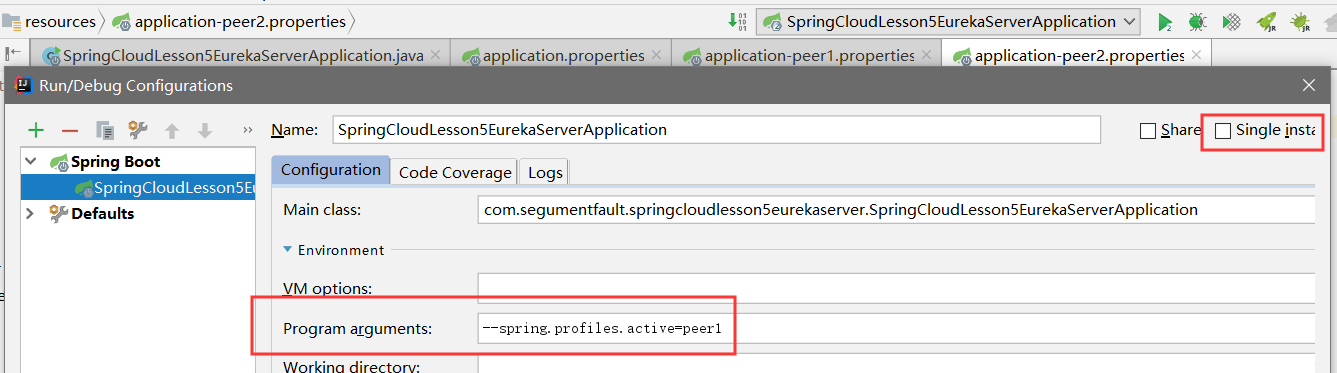 resources application-peer2.properties SpringCloudLesson5EurekaServerApplication
SpringCloudLesson5EurekaServerApplication.java application.properties application-peer1.properties application-peer2.properties
Run/Debug Configurations
Name: SpringCloudLesson5EurekaServerApplication Share Single insta
Spring Boot
SpringCloudLesson5Eu
Defaults
Configuration Code Coverage Logs
Main class: com.segumentfault.springcloudlesson5eurekaserver.SpringCloudLesson5EurekaServerApplication
Environment
VM options:
Program arguments: --spring.profiles.active=peer1
Working directory: